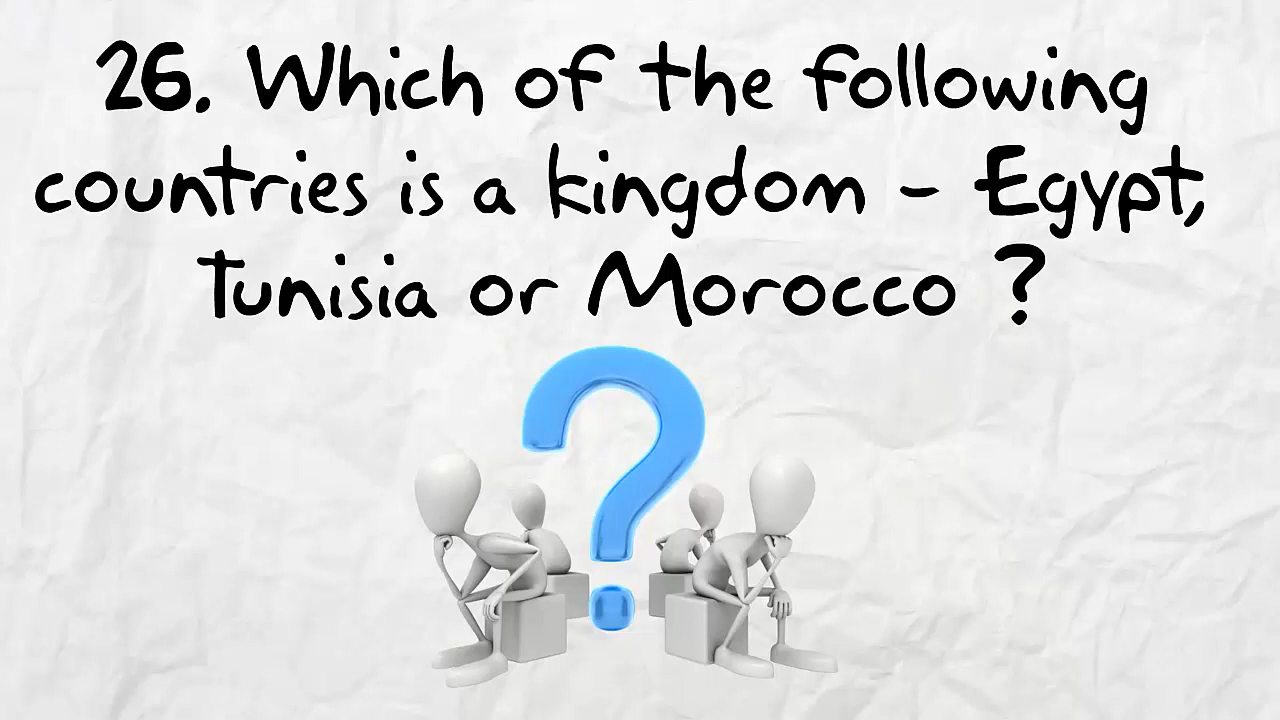 26. Which of the following
countries is a kingdom - Egypt,
Tunisia or Morocco ?